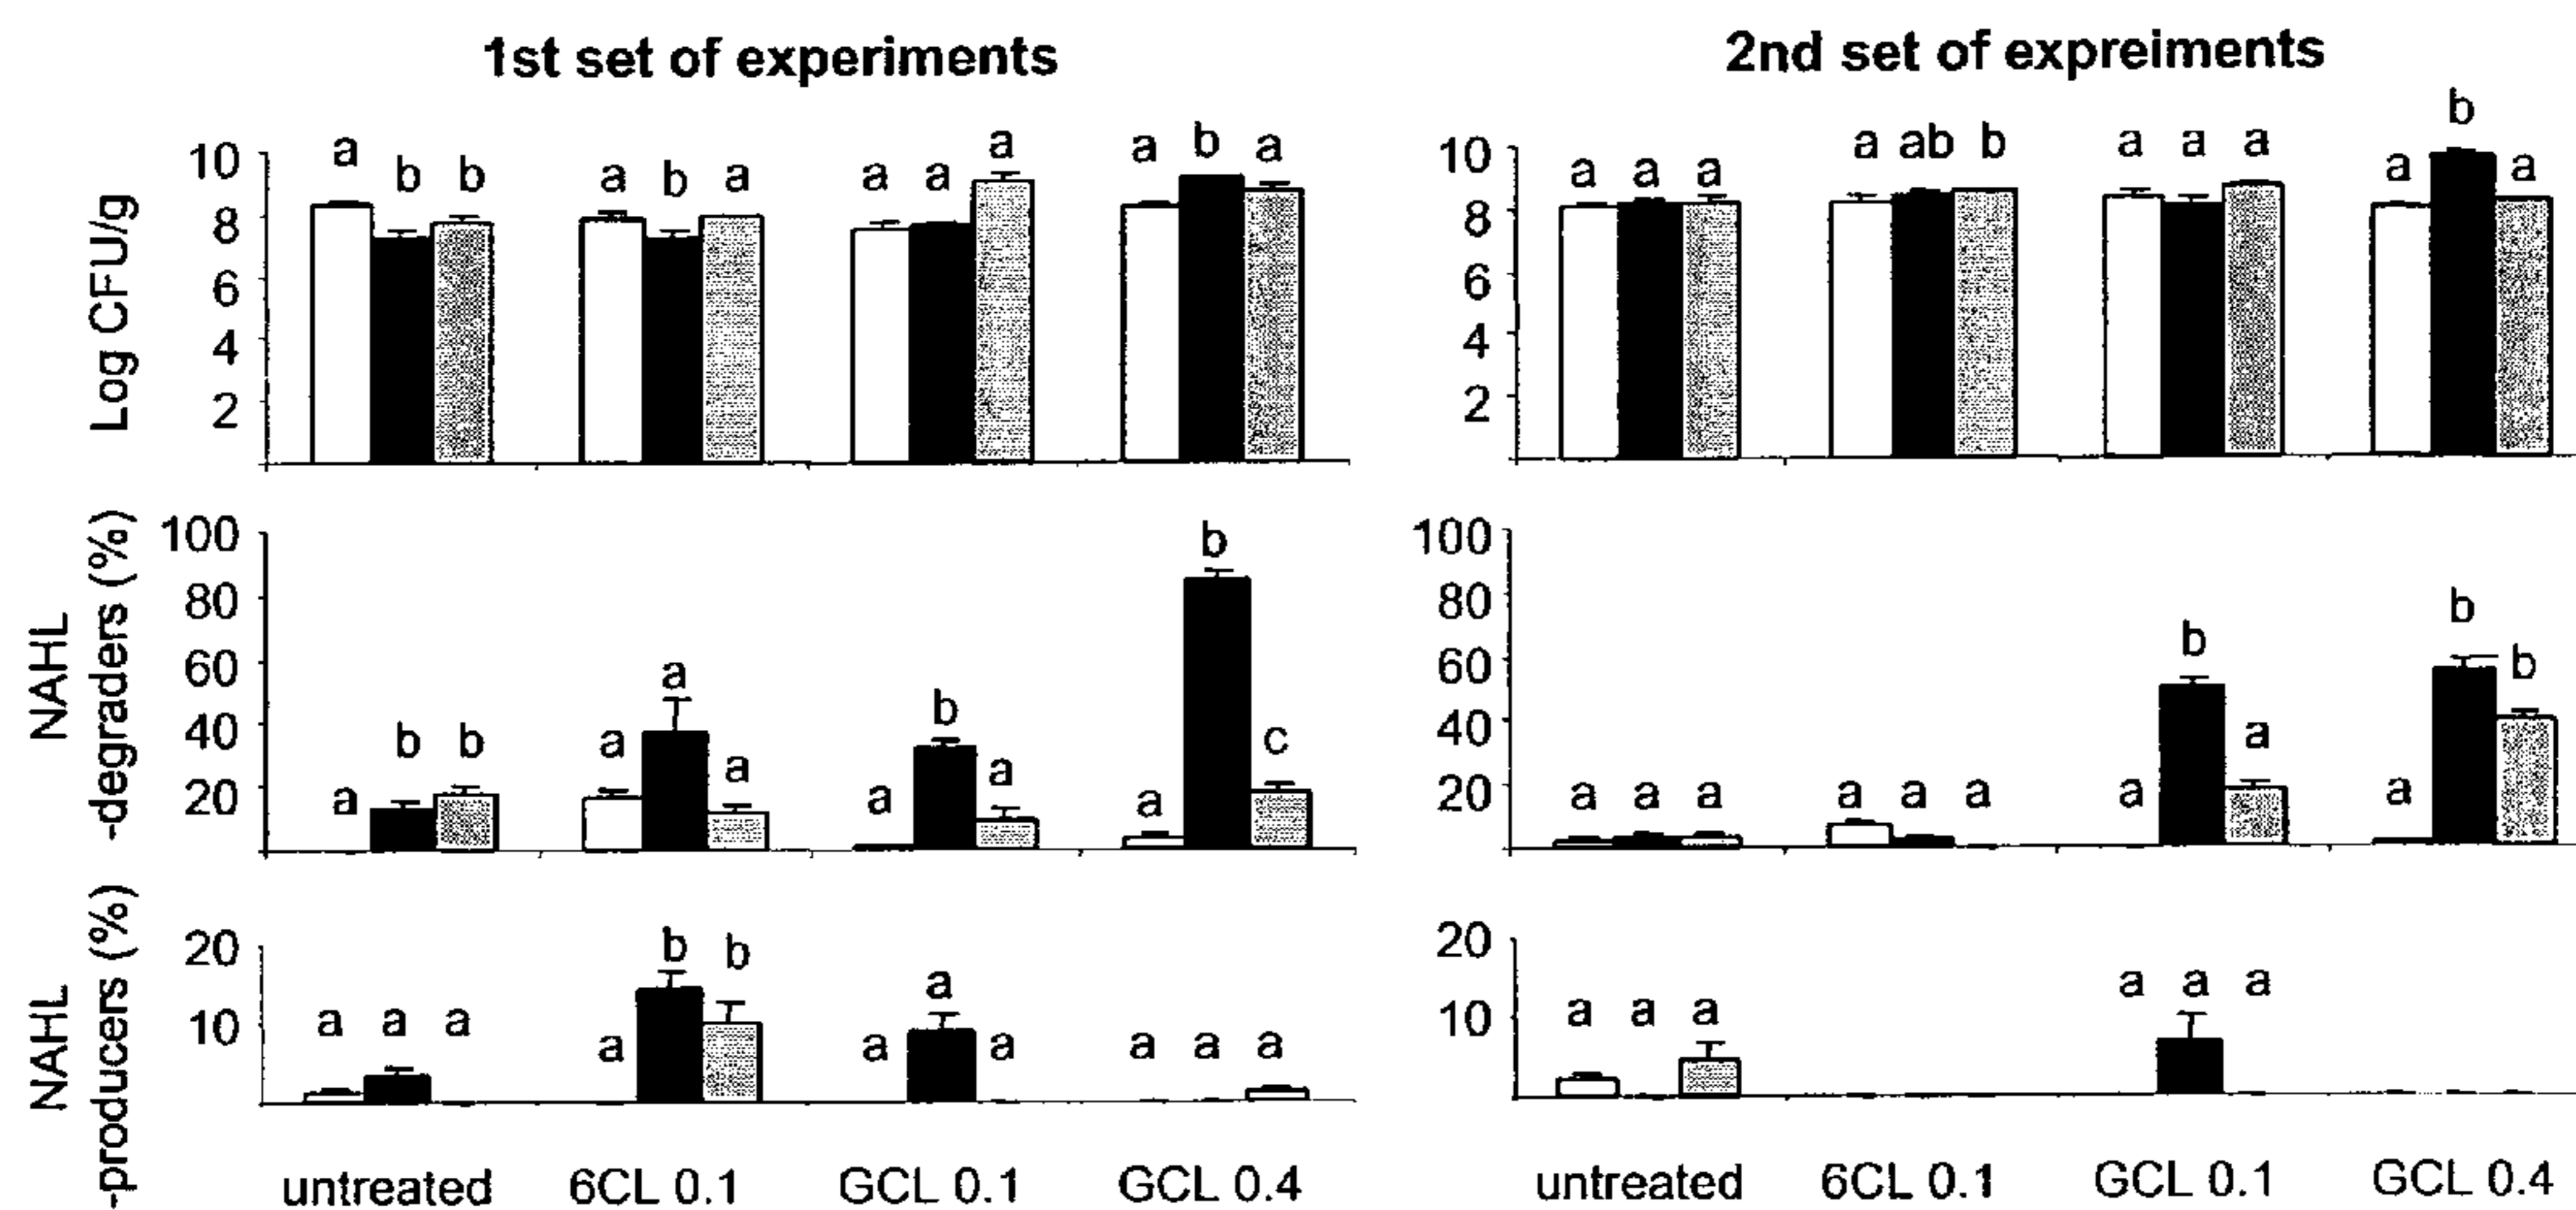 1st set of experiments
2nd set of expreiments
Log CFU/g
10
8
6
4
2
a b b a b a a a a a b a
10
8
6
4
2
a a a a ab b a a a a b a
NAHL
-degraders (%)
100
80
60
40
20
a b b a a a a b a a b c
100
80
60
40
20
a a a a a a a b a a b b
NAHL
-producers (%)
20
10
a a a a b b a a a a a a
20
10
a a a a a a
untreated 6CL 0.1 GCL 0.1 GCL 0.4
untreated 6CL 0.1 GCL 0.1 GCL 0.4